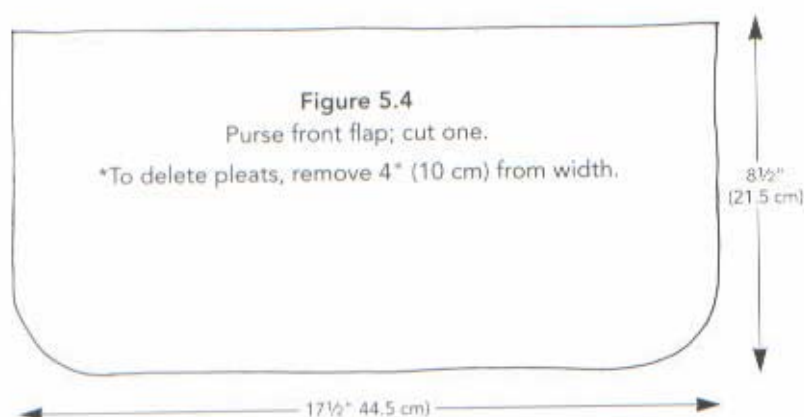 Figure 5.4
Purse front flap; cut one.
*To delete pleats, remove 4" (10 cm) from width.
8½"
(21.5 cm)
17½" 44.5 cm)